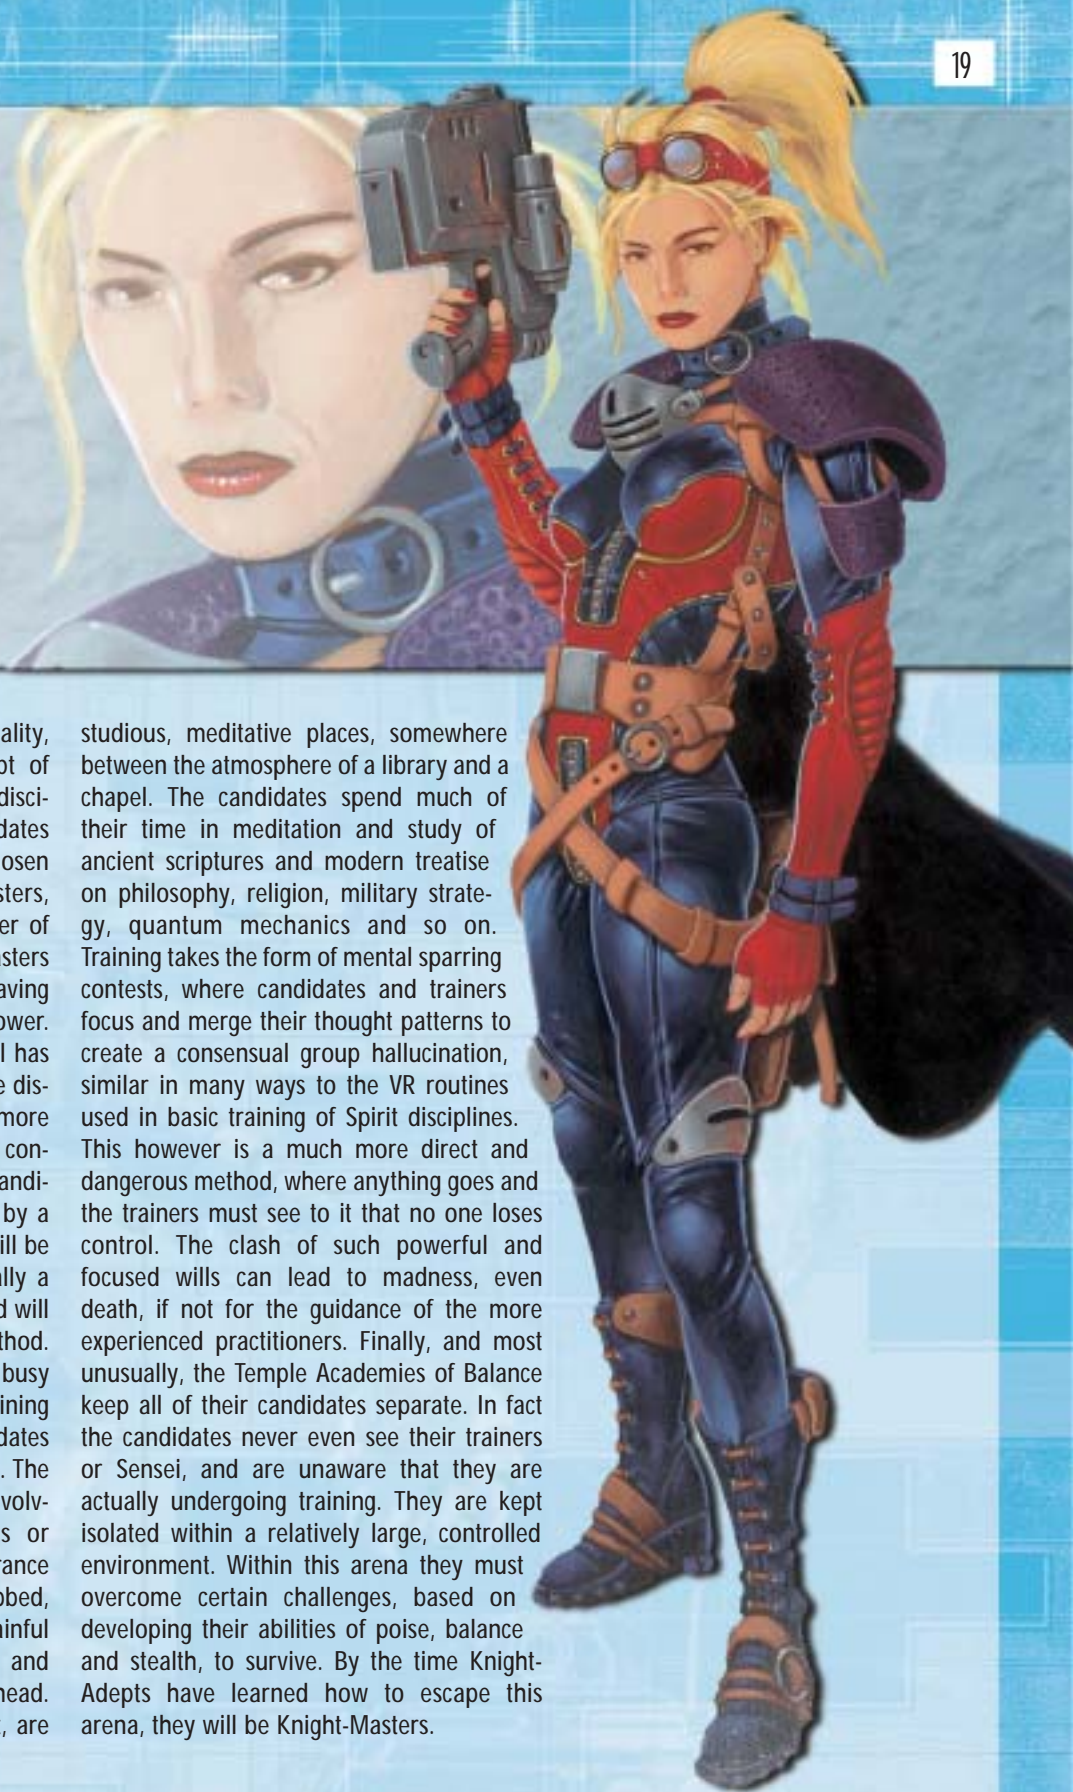 19
ality,
pt of
disci-
dates
osen
sters,
er of
sters
aving
ower.
l has
e dis-
more
con-
andi-
by a
ill be
ally a
d will
thod.
busy
ining
dates
. The
volv-
s or
rance
bbed,
ainful
and
head.
, are
studious, meditative places, somewhere
between the atmosphere of a library and a
chapel. The candidates spend much of
their time in meditation and study of
ancient scriptures and modern treatise
on philosophy, religion, military strate-
gy, quantum mechanics and so on.
Training takes the form of mental sparring
contests, where candidates and trainers
focus and merge their thought patterns to
create a consensual group hallucination,
similar in many ways to the VR routines
used in basic training of Spirit disciplines.
This however is a much more direct and
dangerous method, where anything goes and
the trainers must see to it that no one loses
control. The clash of such powerful and
focused wills can lead to madness, even
death, if not for the guidance of the more
experienced practitioners. Finally, and most
unusually, the Temple Academies of Balance
keep all of their candidates separate. In fact
the candidates never even see their trainers
or Sensei, and are unaware that they are
actually undergoing training. They are kept
isolated within a relatively large, controlled
environment. Within this arena they must
overcome certain challenges, based on
developing their abilities of poise, balance
and stealth, to survive. By the time Knight-
Adepts have learned how to escape this
arena, they will be Knight-Masters.